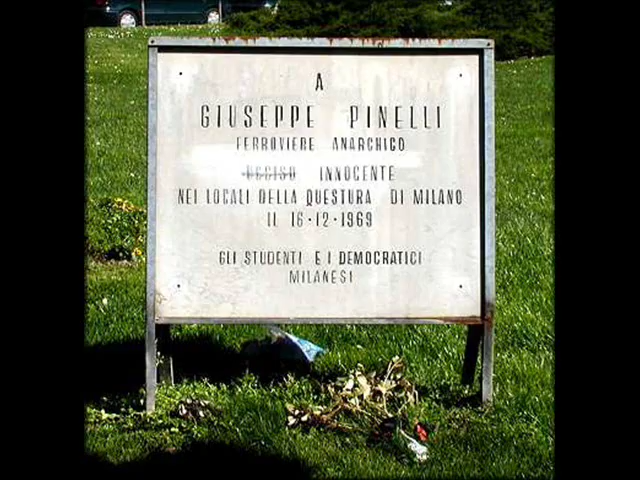 A
GIUSEPPE PINELLI
FERROVIERE ANARCHICO
UCCISO INNOCENTE
NEI LOCALI DELLA QUESTURA DI MILANO
IL 16-12-1969
GLI STUDENTI E I DEMOCRATICI
MILANESI